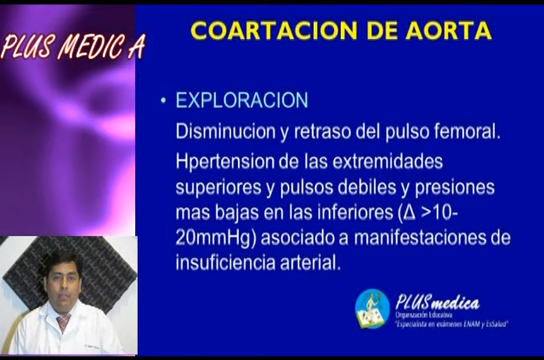 PLUS MEDIC A
COARTACION DE AORTA
• EXPLORACION
Disminucion y retraso del pulso femoral.
Hpertension de las extremidades
superiores y pulsos debiles y presiones
mas bajas en las inferiores (Δ >10-
20mmHg) asociado a manifestaciones de
insuficiencia arterial.
PLUSmedica
Organización Educativa
"Especialista en exámenes ENAM y EsSalud"